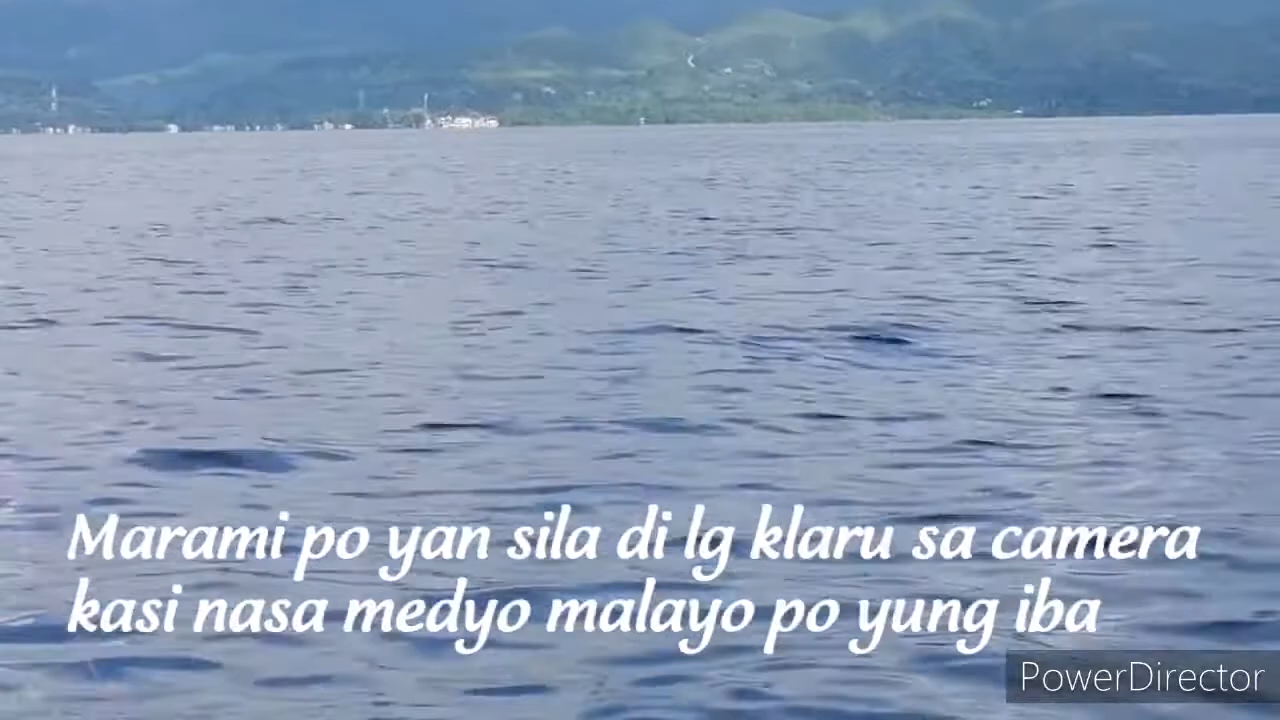 Marami po yan sila di lg klaru sa camera
kasi nasa medyo malayo po yung iba
PowerDirector